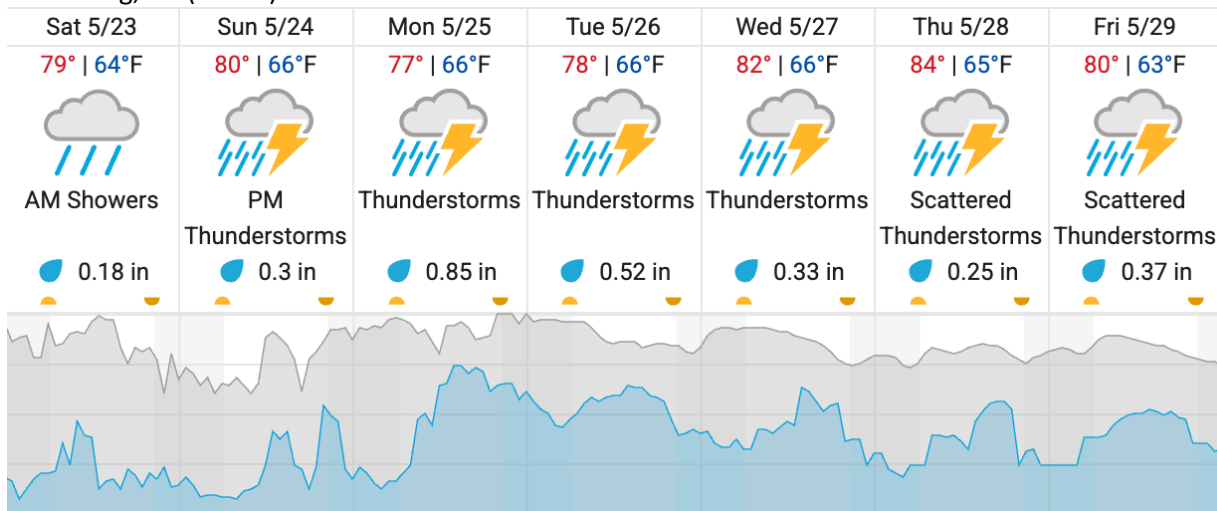 Sat 5/23 Sun 5/24 Mon 5/25 Tue 5/26 Wed 5/27 Thu 5/28 Fri 5/29
79° | 64°F 80° | 66°F 77° | 66°F 78° | 66°F 82° | 66°F 84° | 65°F 80° | 63°F
AM Showers PM Thunderstorms Thunderstorms Thunderstorms Scattered Scattered
Thunderstorms Thunderstorms Thunderstorms
0.18 in 0.3 in 0.85 in 0.52 in 0.33 in 0.25 in 0.37 in